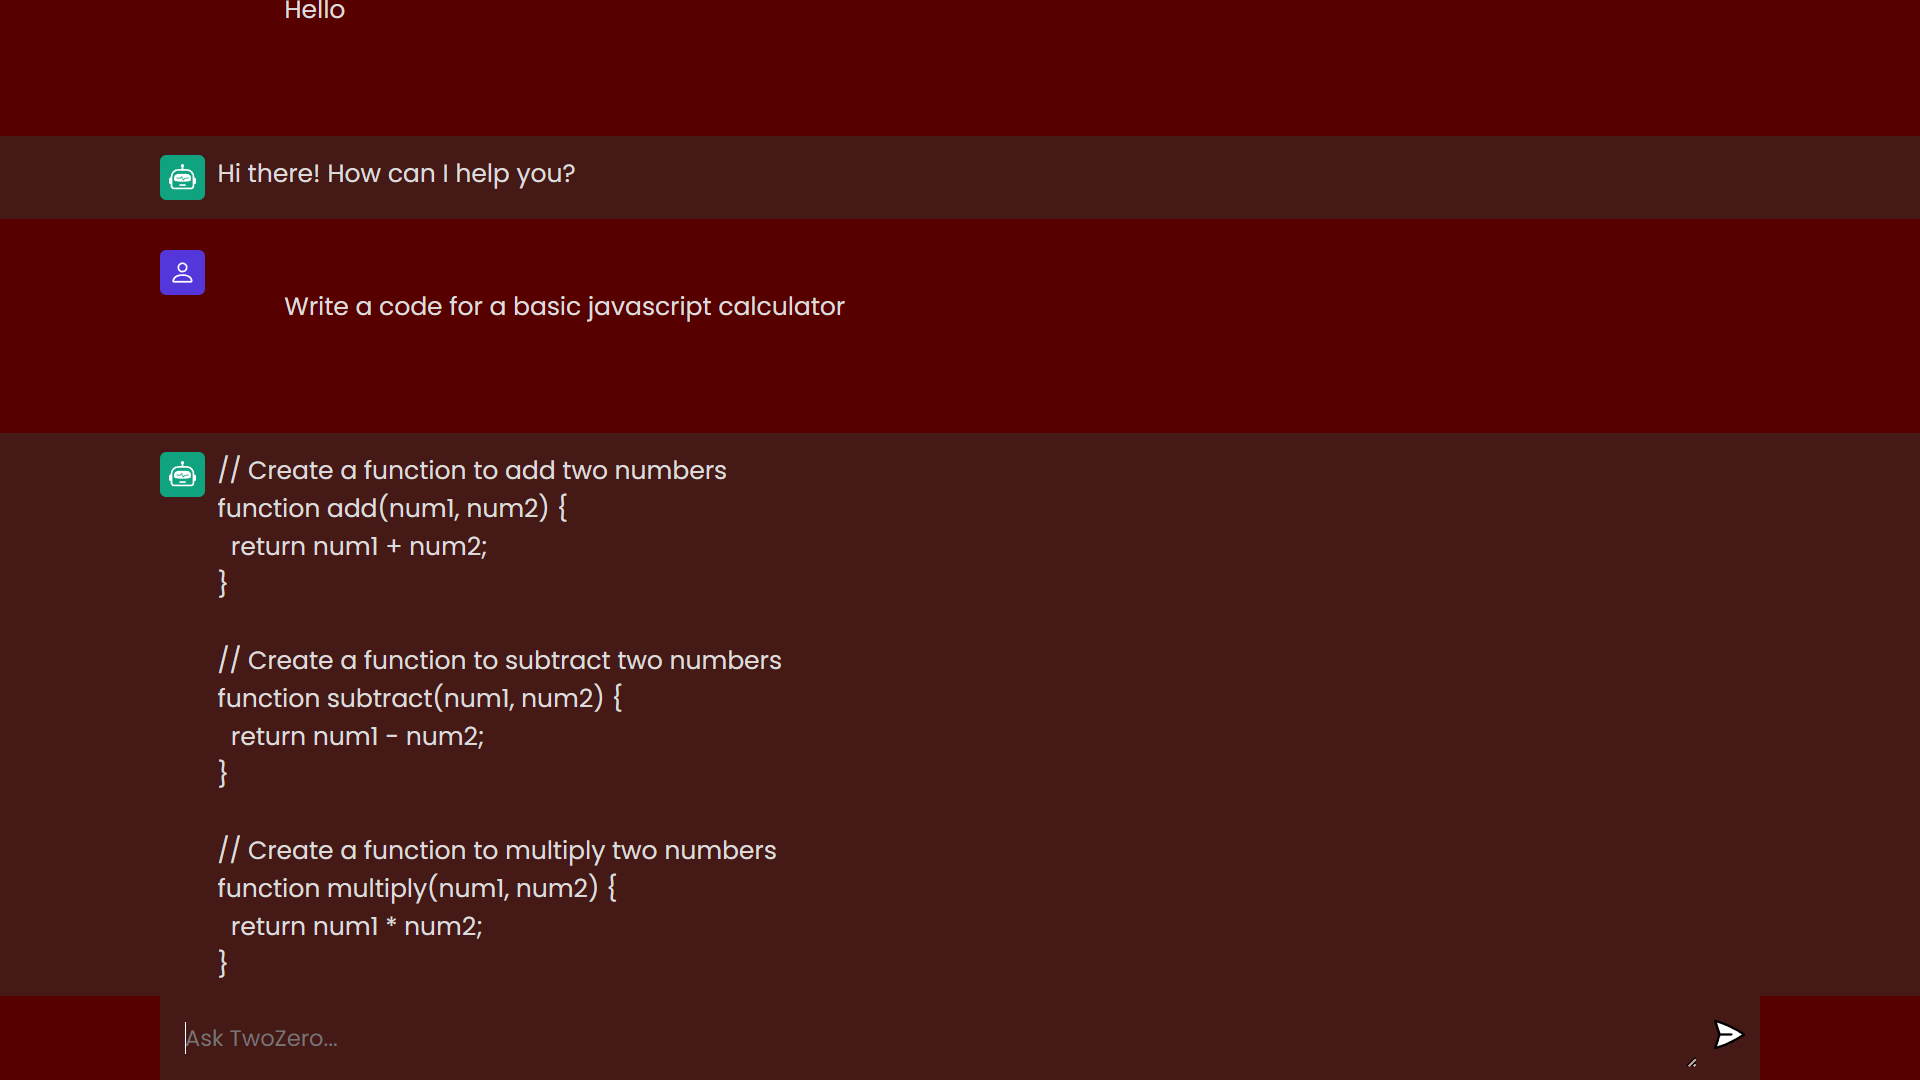 Hello
Hi there! How can I help you?
Write a code for a basic javascript calculator
// Create a function to add two numbers
function add(num1, num2) {
  return num1 + num2;
}
// Create a function to subtract two numbers
function subtract(num1, num2) {
  return num1 - num2;
}
// Create a function to multiply two numbers
function multiply(num1, num2) {
  return num1 * num2;
}
Ask TwoZero...